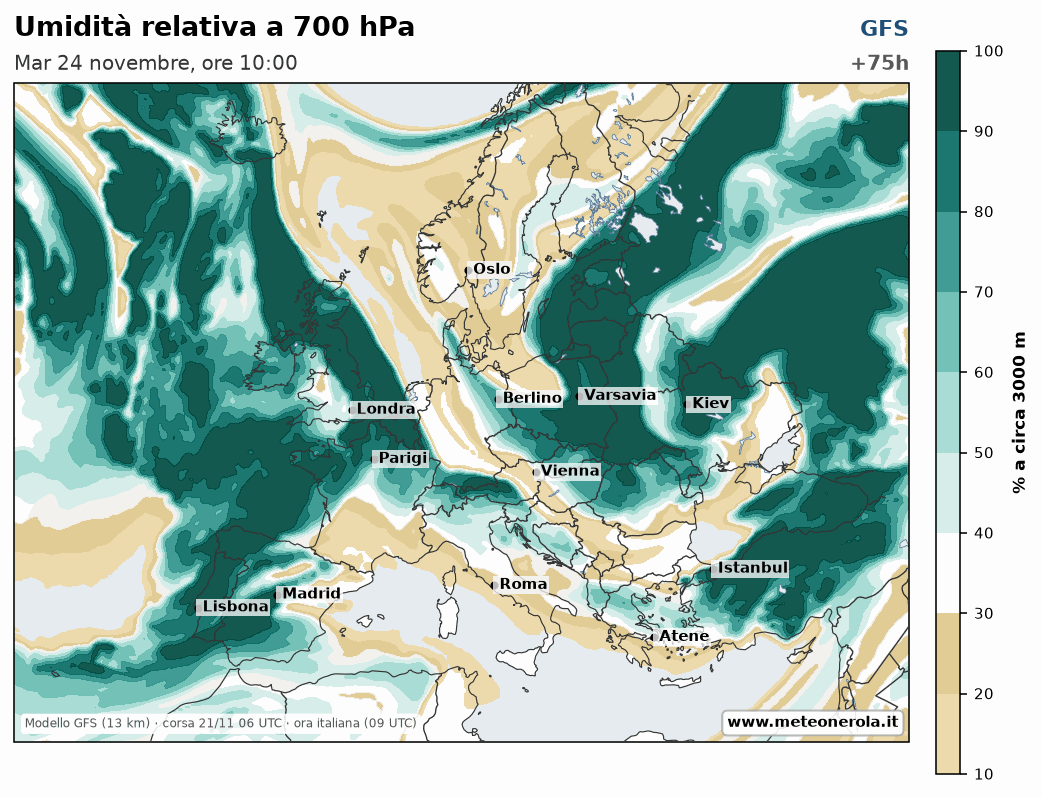 Umidità relativa a 700 hPa
GFS
Mar 24 novembre, ore 10:00
+75h
100
90
80
70
60
50
40
30
20
10
% a circa 3000 m
Oslo
Berlino
Varsavia
Kiev
Londra
Parigi
Vienna
Istanbul
Roma
Madrid
Lisbona
Atene
Modello GFS (13 km) · corsa 21/11 06 UTC · ora italiana (09 UTC)
www.meteonerola.it